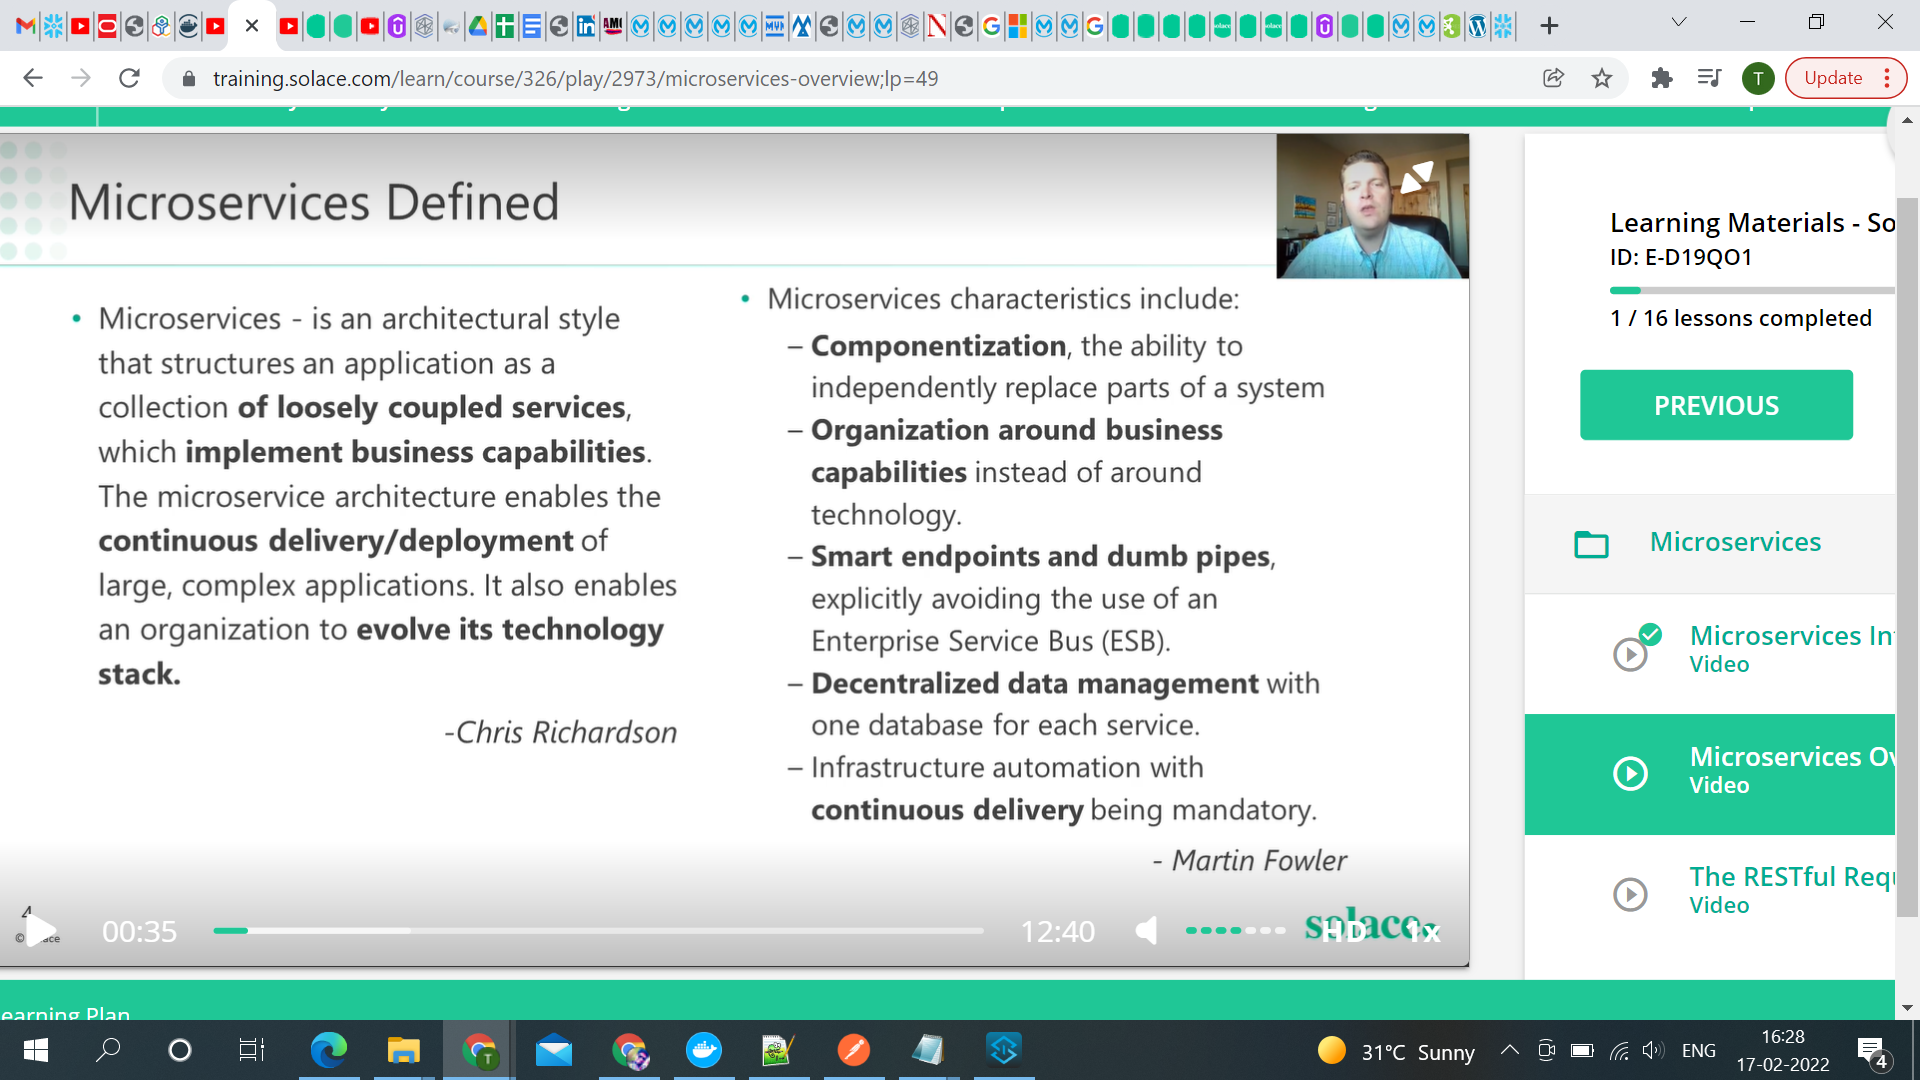 training.solace.com/learn/course/326/play/2973/microservices-overview;lp=49
T
Update
Microservices Defined
• Microservices - is an architectural style
that structures an application as a
collection of loosely coupled services,
which implement business capabilities.
The microservice architecture enables the
continuous delivery/deployment of
large, complex applications. It also enables
an organization to evolve its technology
stack.
-Chris Richardson
• Microservices characteristics include:
– Componentization, the ability to
independently replace parts of a system
– Organization around business
capabilities instead of around
technology.
– Smart endpoints and dumb pipes,
explicitly avoiding the use of an
Enterprise Service Bus (ESB).
– Decentralized data management with
one database for each service.
– Infrastructure automation with
continuous delivery being mandatory.
- Martin Fowler
4
00:35
12:40
solace.
HD
1x
Learning Materials - So
ID: E-D19QO1
1 / 16 lessons completed
PREVIOUS
Microservices
Microservices In
Video
Microservices Ov
Video
The RESTful Requ
Video
earning Plan
31°C Sunny
ENG
16:28
17-02-2022
4